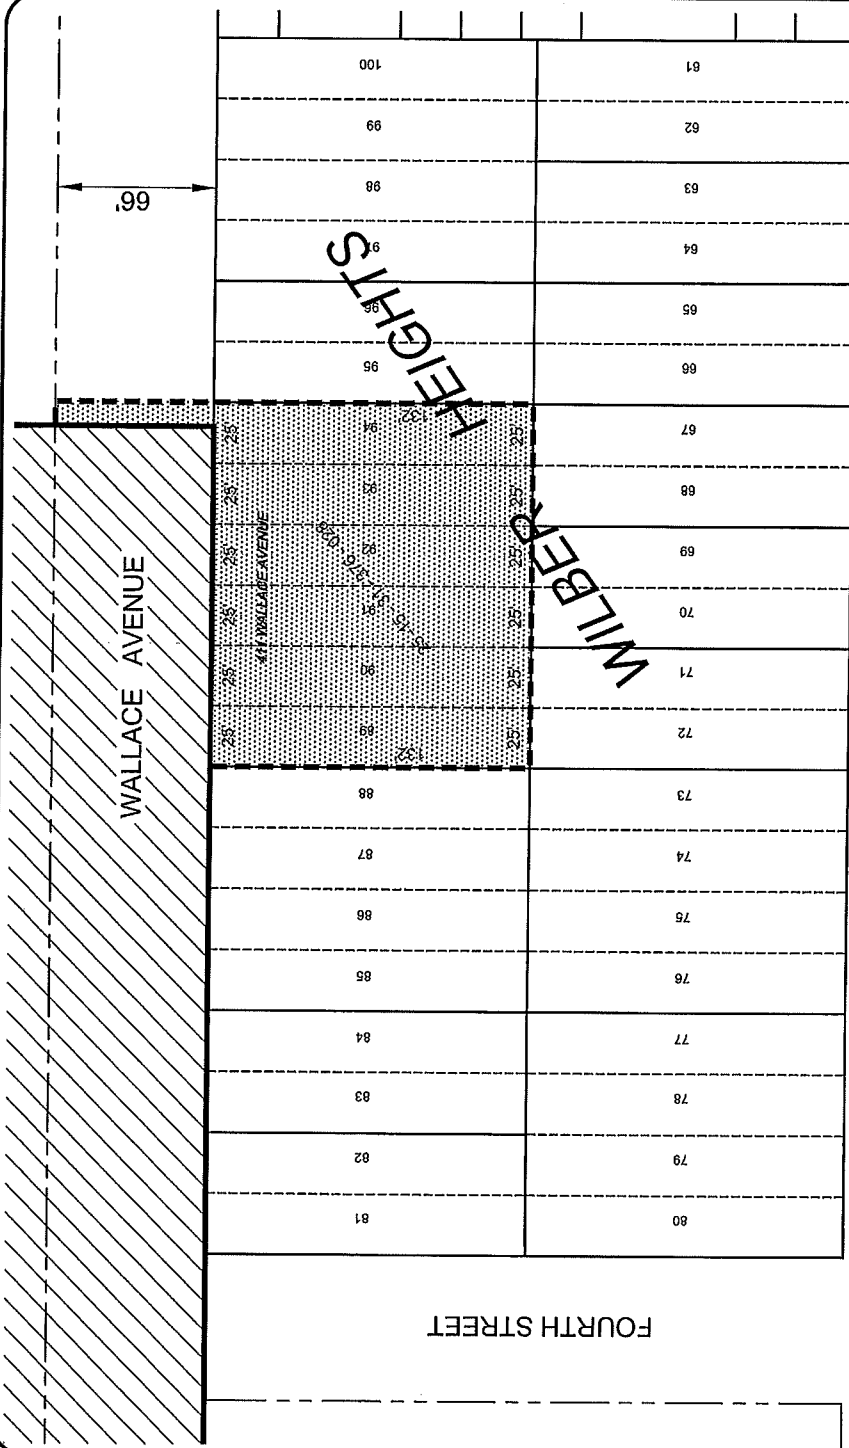 FOURTH STREET
80 81
79 82
78 83
77 84
76 85
75 86
74 87
73 88
72 25' 89 132' 25'
71 25' 90 25'
70 25' 91 25'
69 25' 92 25'
68 25' 93 25'
67 25' 94 132' 25'
66 95
65 96
64 97
63 98
62 99
61 100
WILBER
HEIGHTS
411 WALLACE AVENUE
WALLACE AVENUE
66'